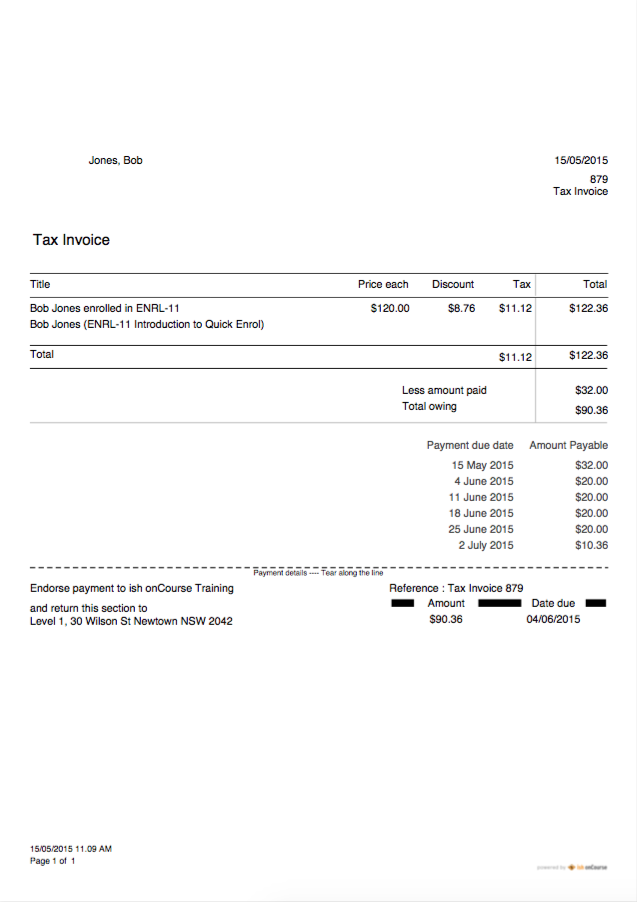 Jones, Bob 15/05/2015
879
Tax Invoice
Tax Invoice
Title Price each Discount Tax Total
Bob Jones enrolled in ENRL-11 $120.00 $8.76 $11.12 $122.36
Bob Jones (ENRL-11 Introduction to Quick Enrol)
Total $11.12 $122.36
Less amount paid $32.00
Total owing $90.36
Payment due date Amount Payable
15 May 2015 $32.00
4 June 2015 $20.00
11 June 2015 $20.00
18 June 2015 $20.00
25 June 2015 $20.00
2 July 2015 $10.36
Payment details ---- Tear along the line
Endorse payment to ish onCourse Training Reference : Tax Invoice 879
and return this section to Amount Date due
Level 1, 30 Wilson St Newtown NSW 2042 $90.36 04/06/2015
15/05/2015 11.09 AM
Page 1 of 1
powered by ish onCourse